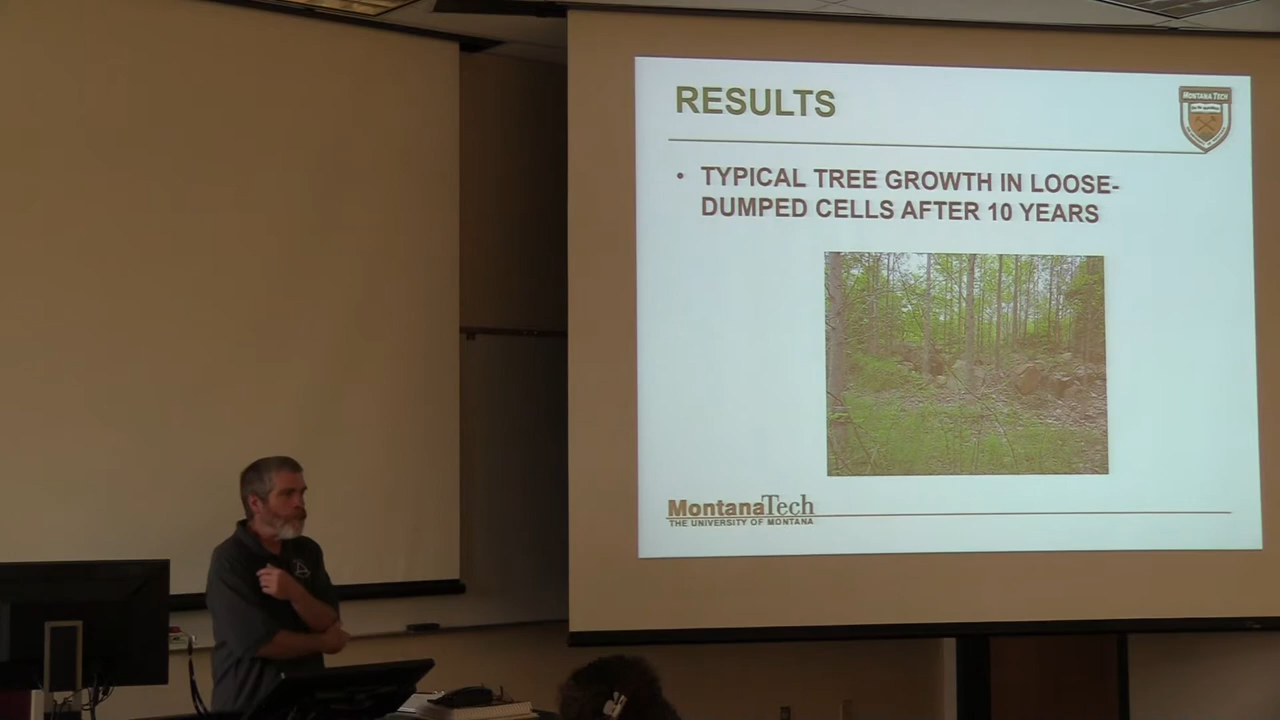 RESULTS
MONTANA TECH
• TYPICAL TREE GROWTH IN LOOSE-
DUMPED CELLS AFTER 10 YEARS
MontanaTech
THE UNIVERSITY OF MONTANA